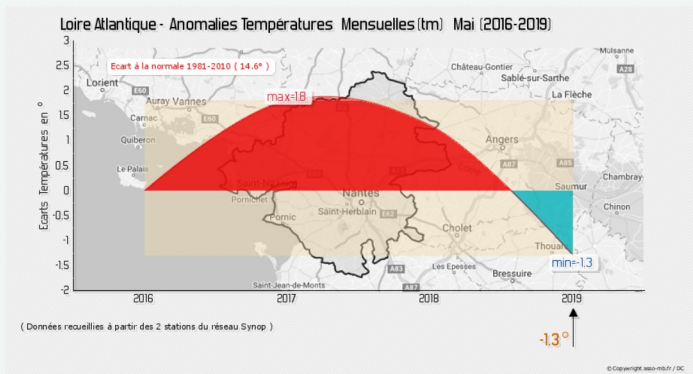 Loire Atlantique - Anomalies Températures Mensuelles (tm) Mai (2016-2019)
Ecart à la normale 1981-2010 ( 14.6° )
Ecarts Températures en °
3
2.5
2
1.5
1
0.5
0
-0.5
-1
-1.5
-2
2016
2017
2018
2019
max=1.8
min=-1.3
-1.3 °
Lorient
E60
Auray Vannes
Carnac
E60
Quiberon
Le Palais
Pornichet
Pornic
Nantes
Saint-Herblain
E62
Saint-Jean-de-Monts
A83
Les Epesses
Cholet
Bressuire
Thouars
Château-Gontier
Sablé-sur-Sarthe
Mulsanne
A28
La Flèche
Angers
A87
A85
Saumur
Chambray
Chinon
( Données recueillies à partir des 2 stations du réseau Synop )
© Copywright asso-mb.fr / DC